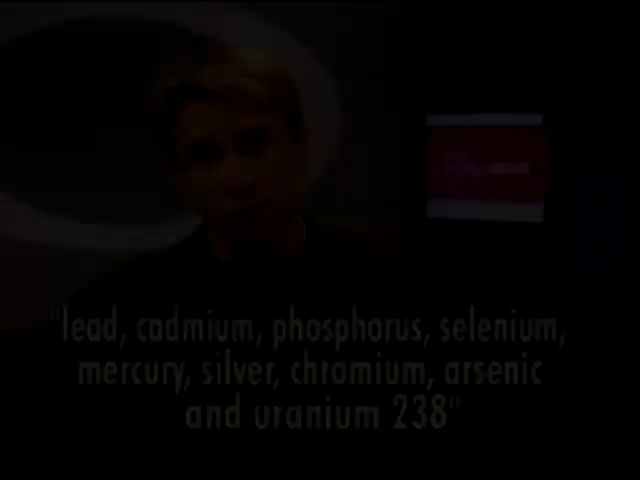 "lead, cadmium, phosphorus, selenium,
mercury, silver, chromium, arsenic
and uranium 238"